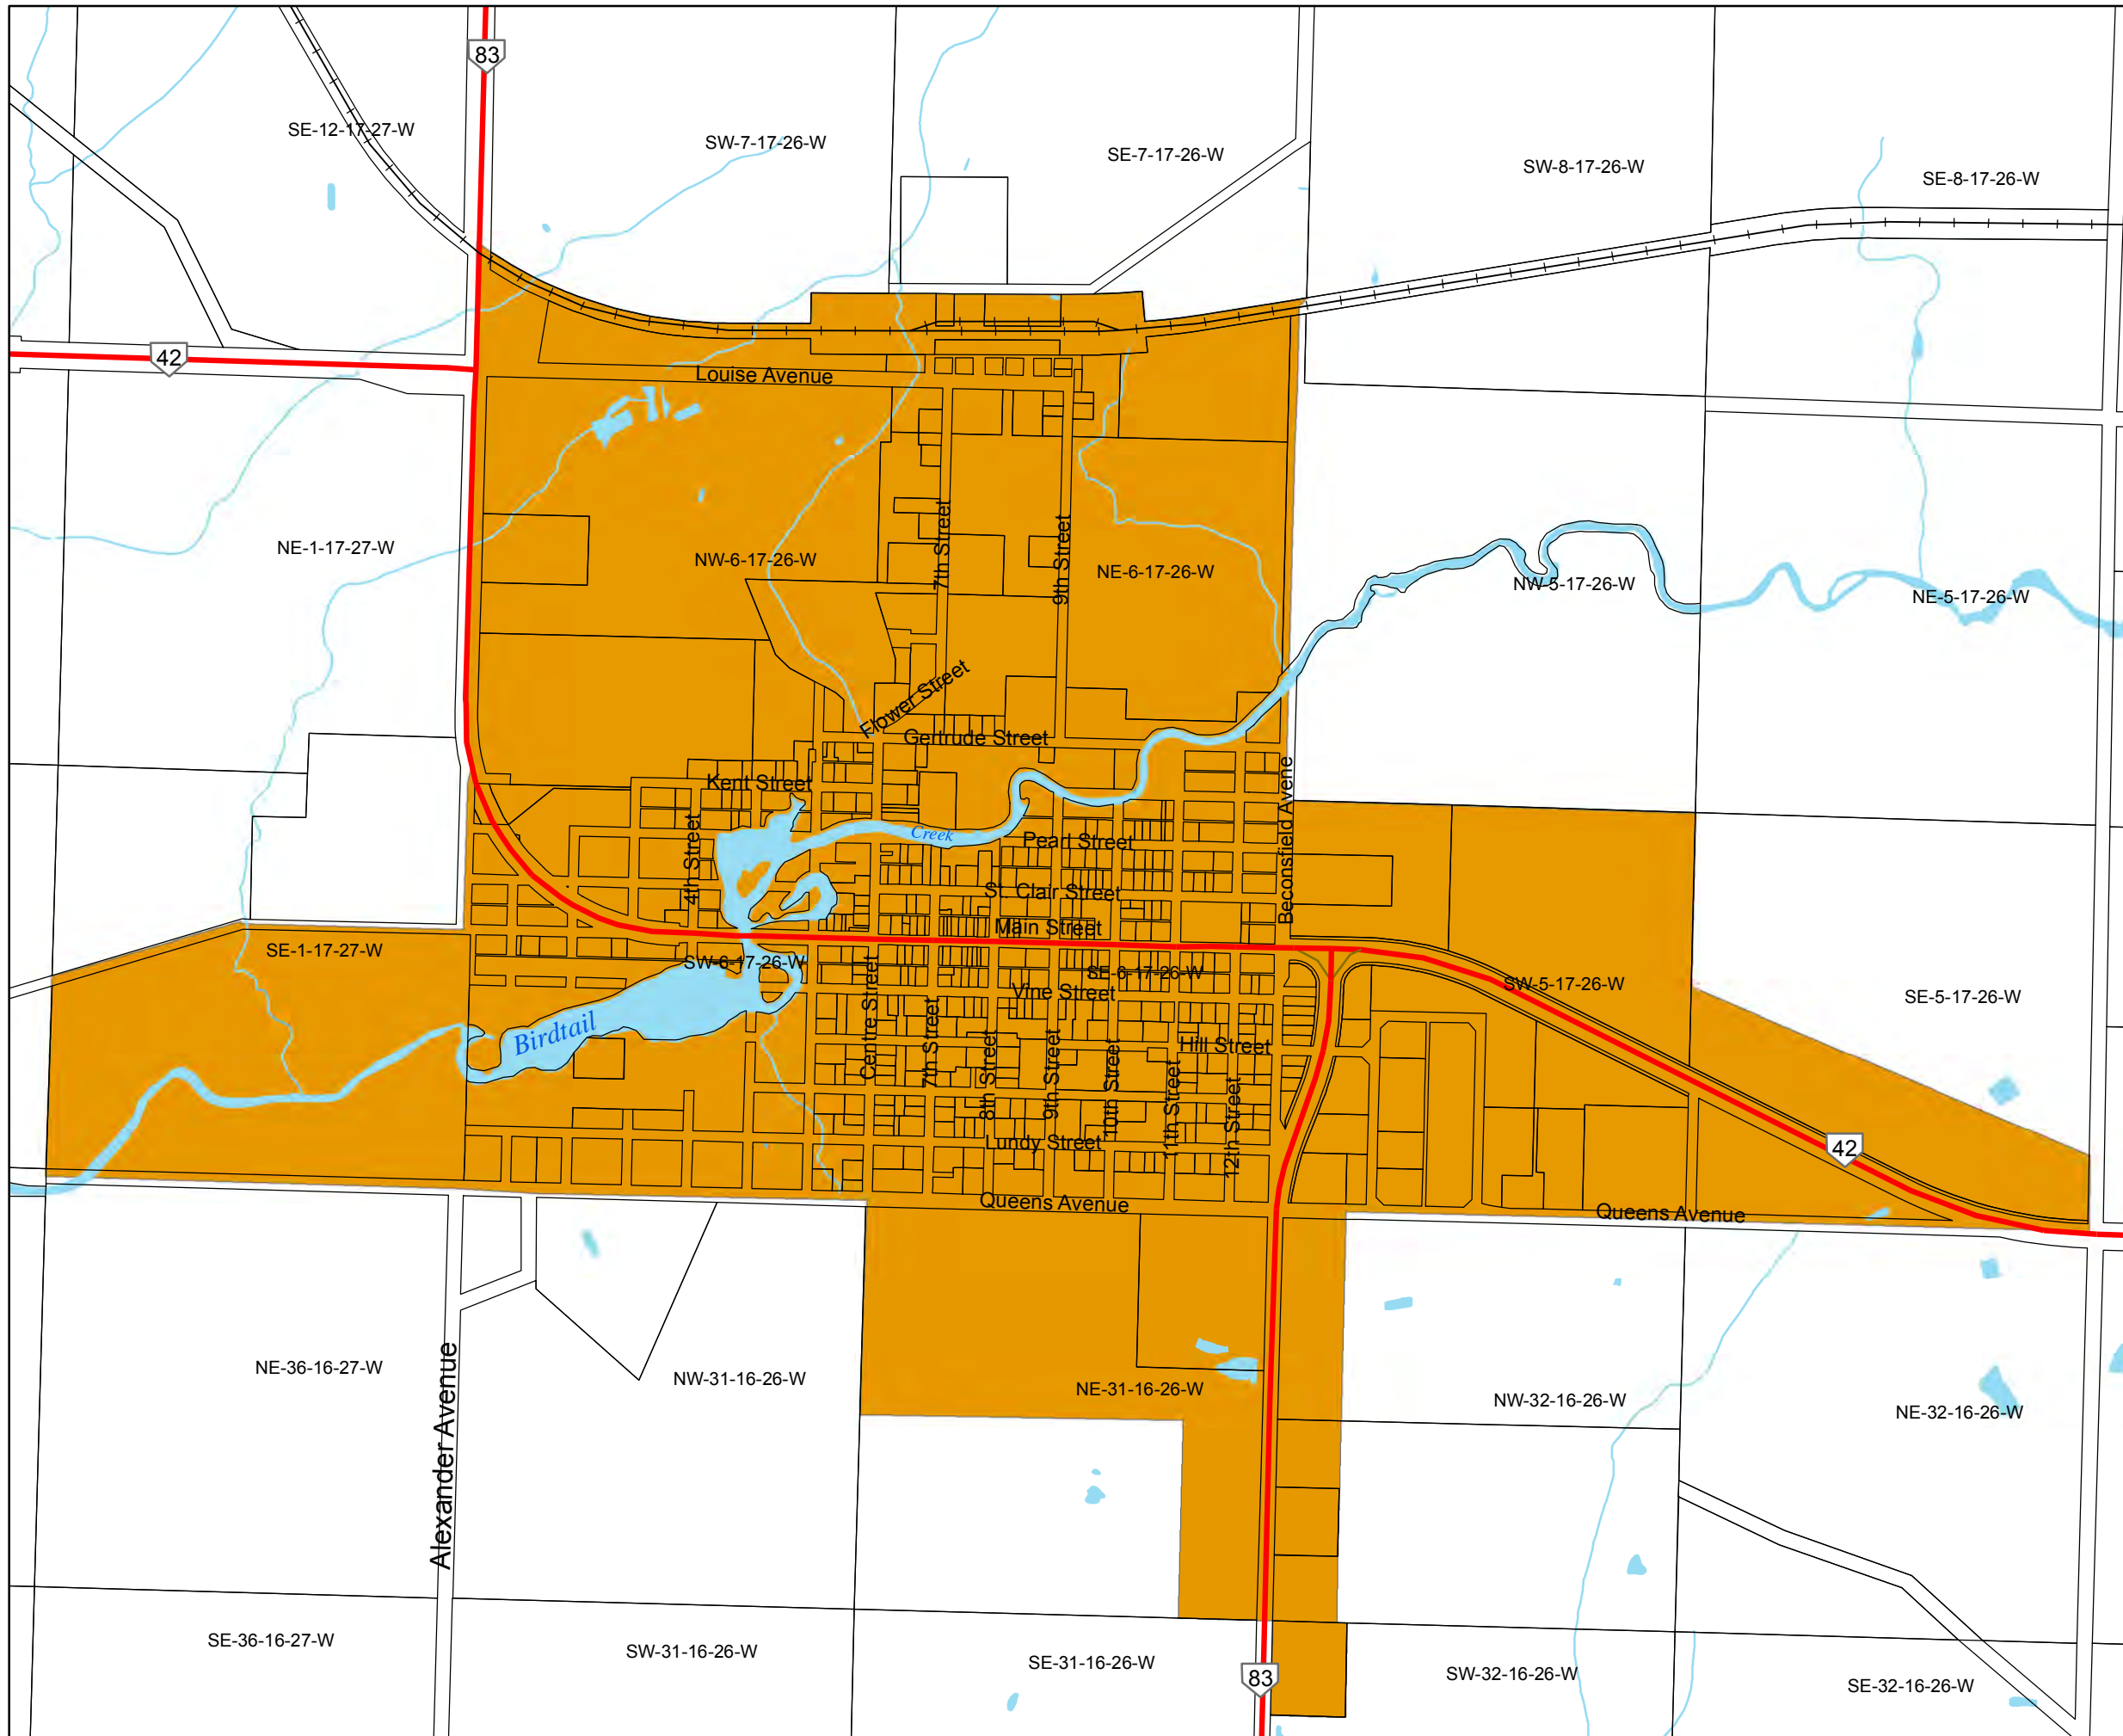 83
SE-12-17-27-W
SW-7-17-26-W
SE-7-17-26-W
SW-8-17-26-W
SE-8-17-26-W
42
Louise Avenue
NE-1-17-27-W
NW-6-17-26-W
7th Street
9th Street
NE-6-17-26-W
NW-5-17-26-W
NE-5-17-26-W
Flower Street
Gertrude Street
Kent Street
4th Street
Creek
Pearl Street
Beconsfield Avene
St. Clair Street
Main Street
SE-1-17-27-W
SW-6-17-26-W
SE-6-17-26-W
SW-5-17-26-W
SE-5-17-26-W
Vine Street
Birdtail
Centre Street
7th Street
8th Street
9th Street
10th Street
11th Street
12th Street
Hill Street
Lundy Street
42
Queens Avenue
Queens Avenue
NE-36-16-27-W
Alexander Avenue
NW-31-16-26-W
NE-31-16-26-W
NW-32-16-26-W
NE-32-16-26-W
SE-36-16-27-W
SW-31-16-26-W
SE-31-16-26-W
83
SW-32-16-26-W
SE-32-16-26-W